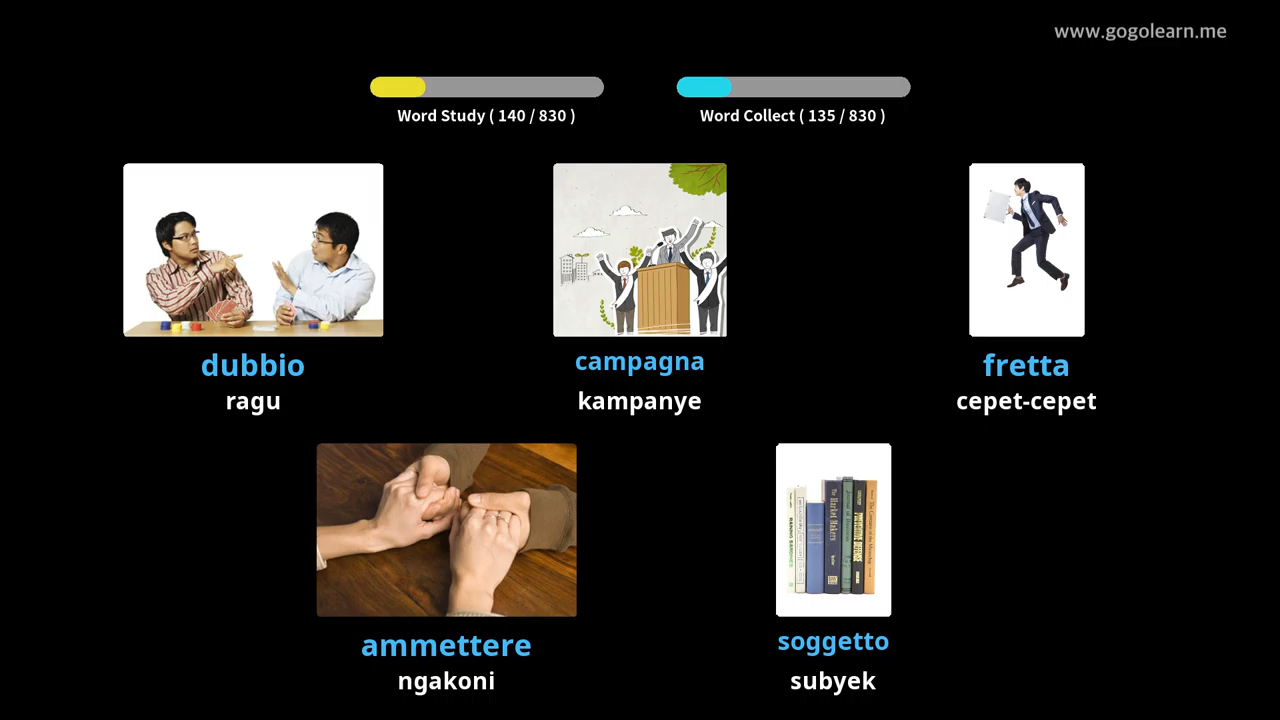 www.gogolearn.me
Word Study ( 140 / 830 )
Word Collect ( 135 / 830 )
dubbio
ragu
campagna
kampanye
fretta
cepet-cepet
ammettere
ngakoni
soggetto
subyek